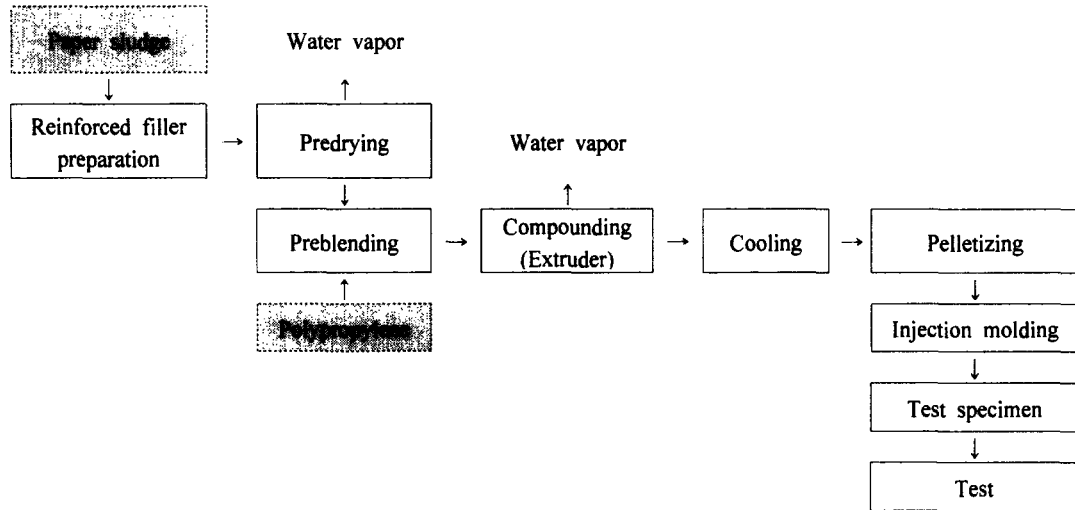 Paper sludge
Water vapor
Reinforced filler
preparation
Predrying
Water vapor
Preblending
Compounding
(Extruder)
Cooling
Pelletizing
Polypropylene
Injection molding
Test specimen
Test